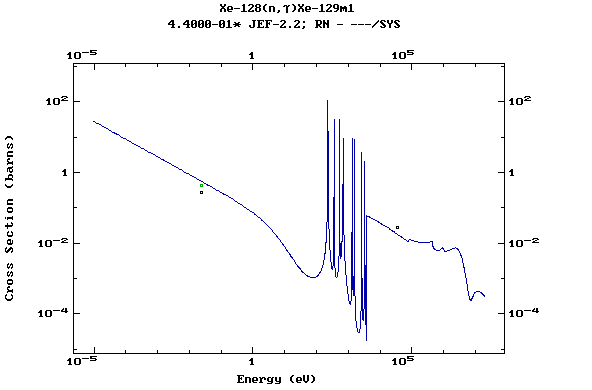 Xe-128(n,γ)Xe-129m1
4.4000-01* JEF-2.2; RN - ---/SYS
10⁻⁵ 1 10⁵
10² 10²
1 1
10⁻² 10⁻²
10⁻⁴ 10⁻⁴
Cross Section (barns)
10⁻⁵ 1 10⁵
Energy (eV)